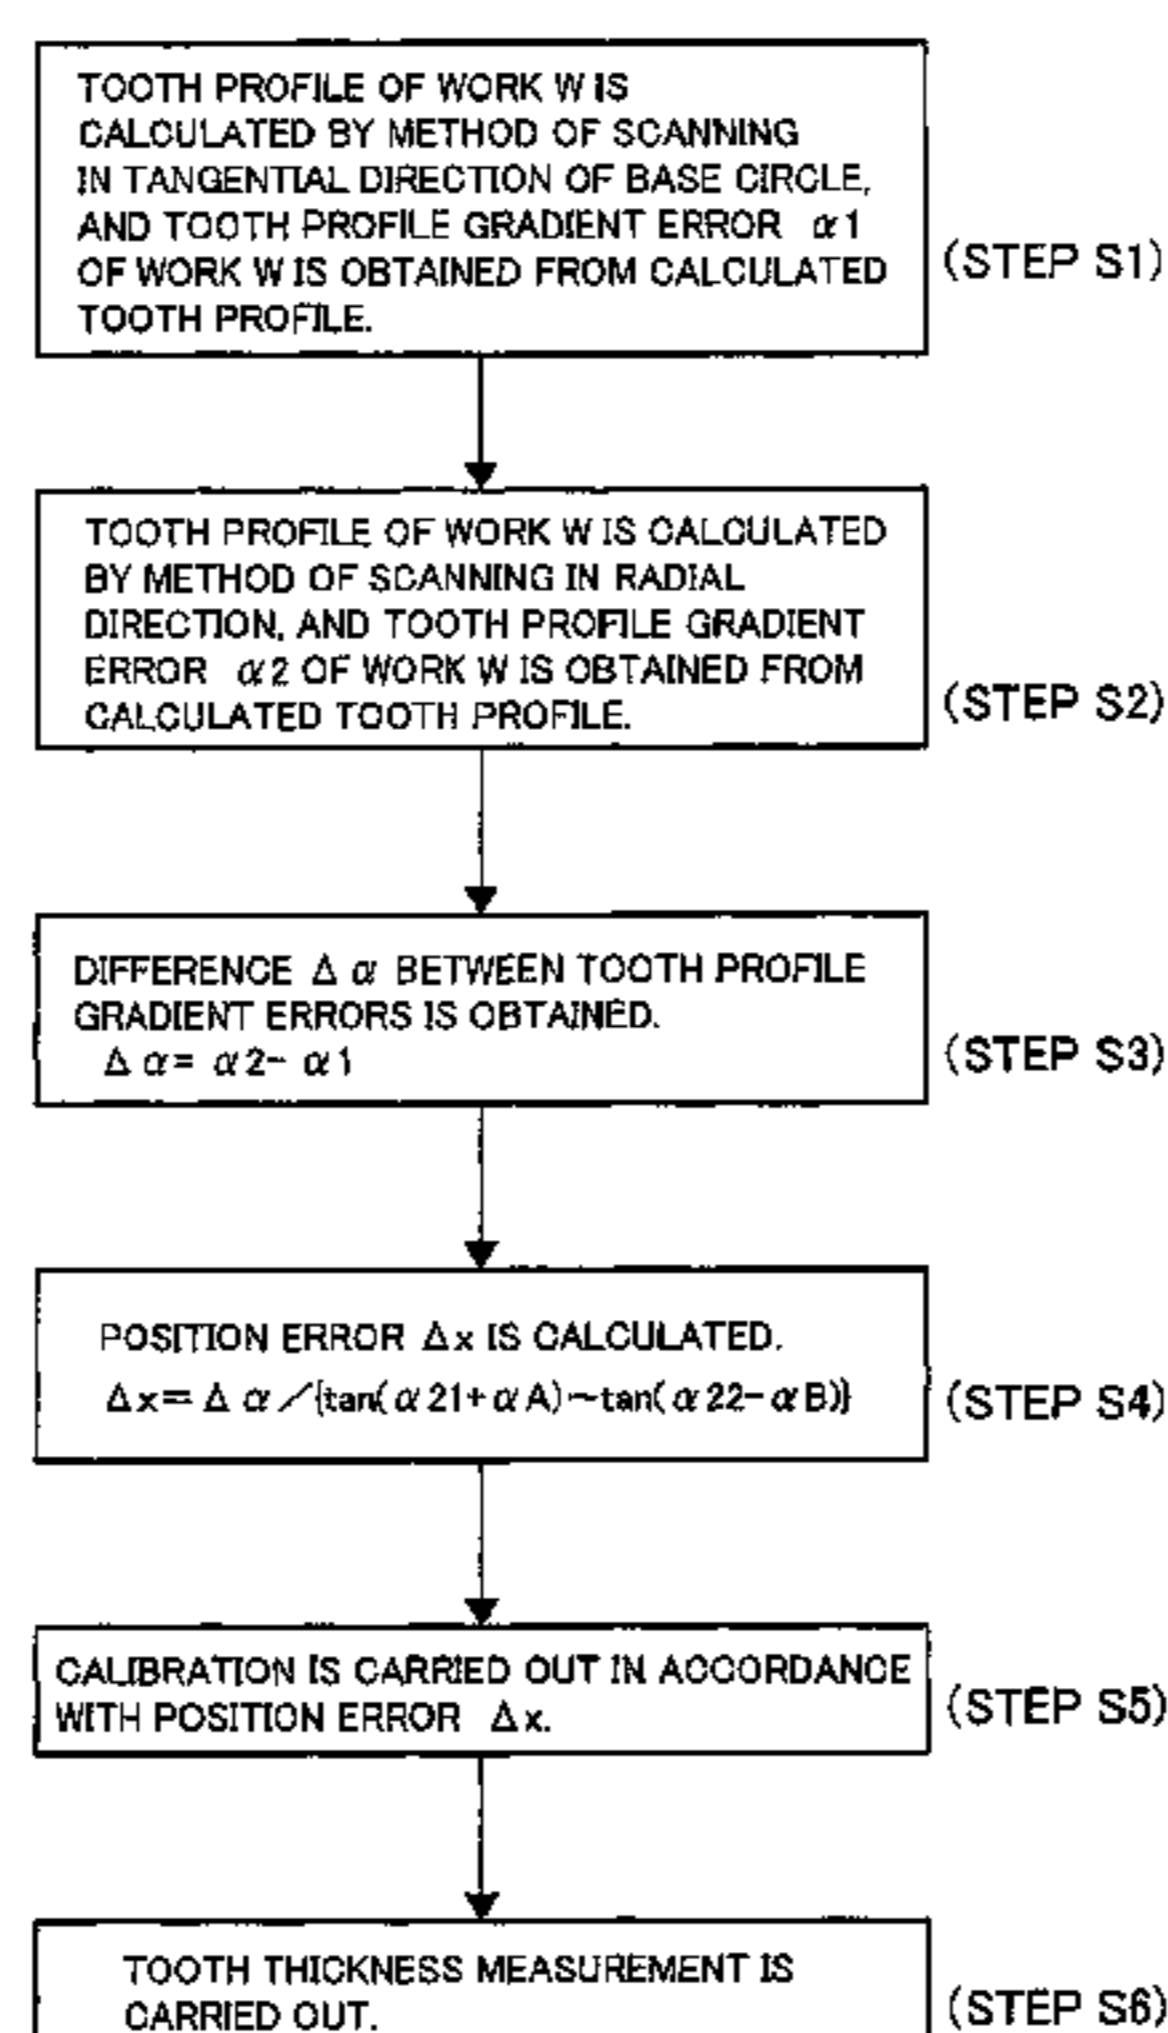 TOOTH PROFILE OF WORK W IS
CALCULATED BY METHOD OF SCANNING
IN TANGENTIAL DIRECTION OF BASE CIRCLE,
AND TOOTH PROFILE GRADIENT ERROR α1
OF WORK W IS OBTAINED FROM CALCULATED
TOOTH PROFILE.
(STEP S1)
TOOTH PROFILE OF WORK W IS CALCULATED
BY METHOD OF SCANNING IN RADIAL
DIRECTION, AND TOOTH PROFILE GRADIENT
ERROR α2 OF WORK W IS OBTAINED FROM
CALCULATED TOOTH PROFILE.
(STEP S2)
DIFFERENCE Δα BETWEEN TOOTH PROFILE
GRADIENT ERRORS IS OBTAINED.
Δα= α2- α1
(STEP S3)
POSITION ERROR Δx IS CALCULATED.
Δx=Δα/{tan(α21+αA)-tan(α22-αB)}
(STEP S4)
CALIBRATION IS CARRIED OUT IN ACCORDANCE
WITH POSITION ERROR Δx.
(STEP S5)
TOOTH THICKNESS MEASUREMENT IS
CARRIED OUT.
(STEP S6)